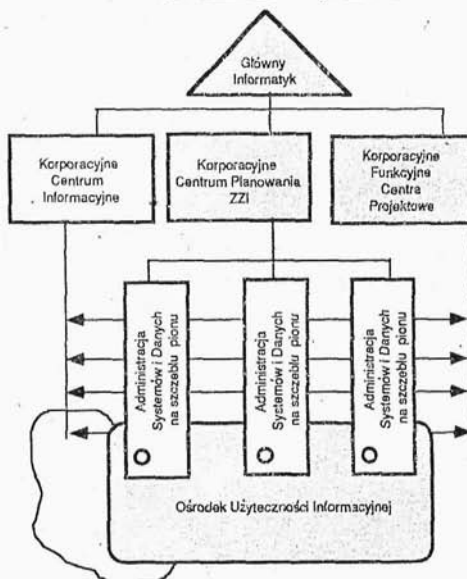 Główny
Informatyk
Korporacyjne
Centrum
Informacyjne
Korporacyjne
Centrum Planowania
ZZI
Korporacyjne
Funkcyjne
Centra
Projektowe
Administracja
Systemów i Danych
na szczeblu pionu
Administracja
Systemów i Danych
na szczeblu pionu
Administracja
Systemów i Danych
na szczeblu pionu
Ośrodek Użyteczności Informacyjnej